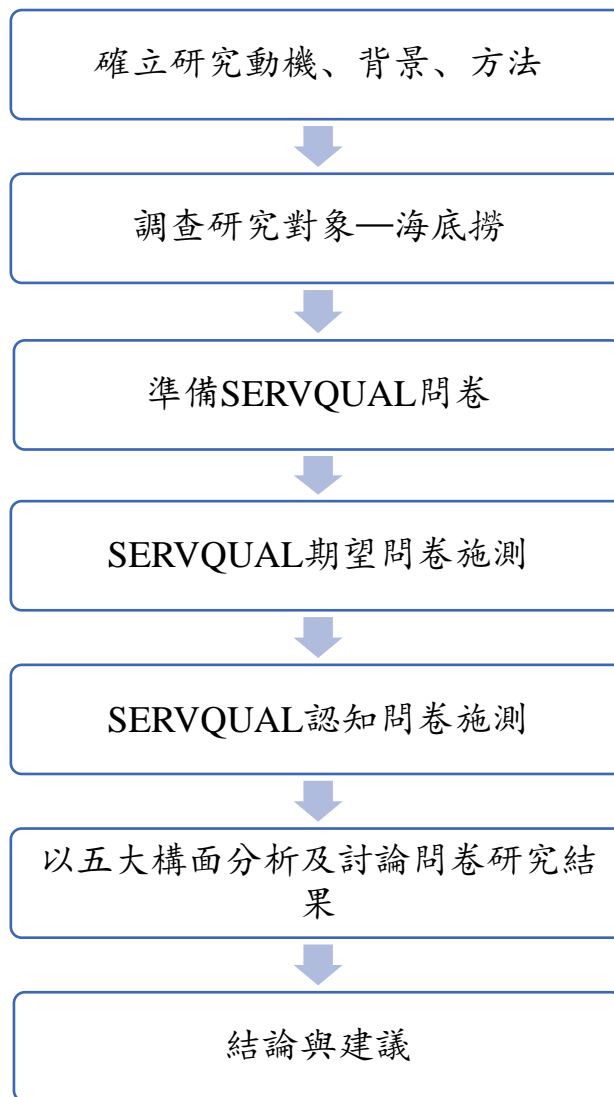 確立研究動機、背景、方法
調查研究對象—海底撈
準備SERVQUAL問卷
SERVQUAL期望問卷施測
SERVQUAL認知問卷施測
以五大構面分析及討論問卷研究結
果
結論與建議